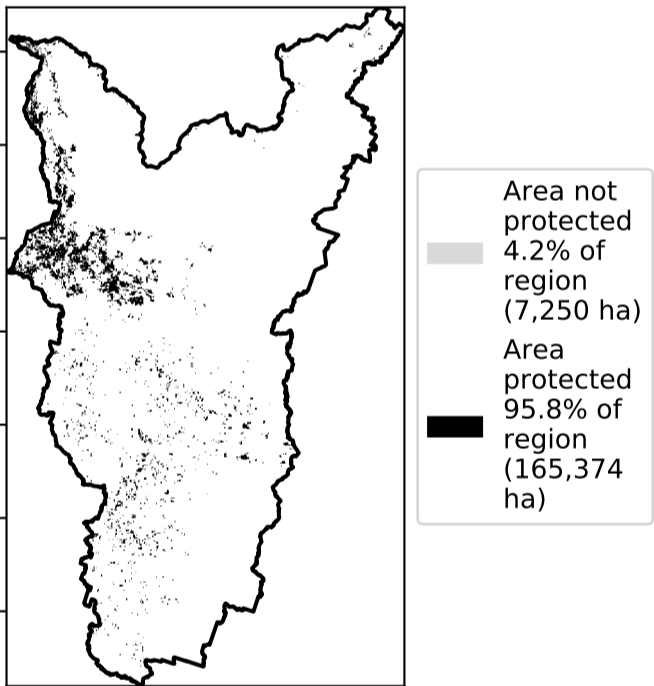 Area not
protected
4.2% of
region
(7,250 ha)
Area
protected
95.8% of
region
(165,374
ha)